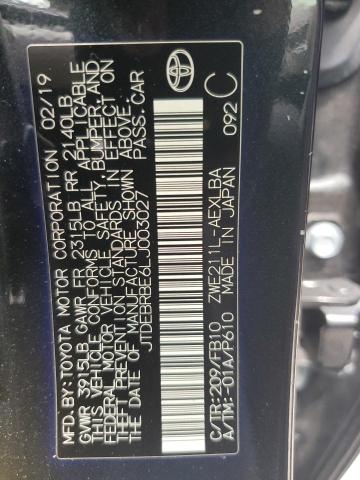 MFD.BY:TOYOTA MOTOR CORPORATION 02/19
GVWR 3915LB GAWR FR 2315LB RR 2140LB
THIS VEHICLE CONFORMS TO ALL APPLICABLE
FEDERAL MOTOR VEHICLE SAFETY,BUMPER,AND
THEFT PREVENTION STANDARDS IN EFFECT ON
THE DATE OF MANUFACTURE SHOWN ABOVE.
JTDEBRBE6LJ003027 PASS.CAR
C
C/TR:209/FB10 ZWE211L-AEXLBA 092
A/TM:-01A/P610 MADE IN JAPAN